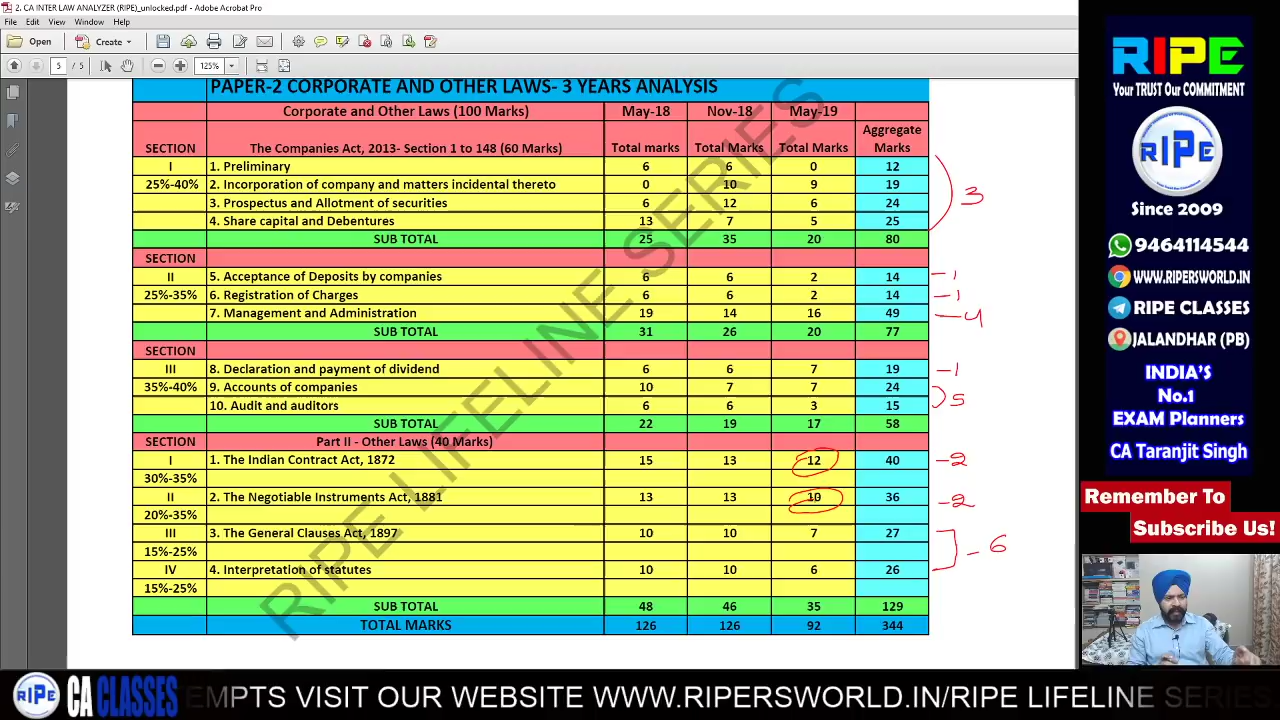 2. CA INTER LAW ANALYZER (RIPE)_unlocked.pdf - Adobe Acrobat Pro
File Edit View Window Help
Open Create
5 / 5 125%
PAPER-2 CORPORATE AND OTHER LAWS- 3 YEARS ANALYSIS
Corporate and Other Laws (100 Marks) May-18 Nov-18 May-19
SECTION The Companies Act, 2013- Section 1 to 148 (60 Marks) Total marks Total Marks Total Marks Aggregate Marks
I 1. Preliminary 6 6 0 12
25%-40% 2. Incorporation of company and matters incidental thereto 0 10 9 19
3. Prospectus and Allotment of securities 6 12 6 24
4. Share capital and Debentures 13 7 5 25
3
SUB TOTAL 25 35 20 80
SECTION
II 5. Acceptance of Deposits by companies 6 6 2 14 -1
25%-35% 6. Registration of Charges 6 6 2 14 -1
7. Management and Administration 19 14 16 49 -4
SUB TOTAL 31 26 20 77
SECTION
III 8. Declaration and payment of dividend 6 6 7 19 -1
35%-40% 9. Accounts of companies 10 7 7 24
10. Audit and auditors 6 6 3 15
5
SUB TOTAL 22 19 17 58
SECTION Part II - Other Laws (40 Marks)
I 1. The Indian Contract Act, 1872 15 13 12 40 -2
30%-35%
II 2. The Negotiable Instruments Act, 1881 13 13 10 36 -2
20%-35%
III 3. The General Clauses Act, 1897 10 10 7 27
15%-25%
- 6
IV 4. Interpretation of statutes 10 10 6 26
15%-25%
SUB TOTAL 48 46 35 129
TOTAL MARKS 126 126 92 344
RIPE LIFELINE SERIES
RIPE
Your TRUST Our COMMITMENT
RIPE
Since 2009
9464114544
WWW.RIPERSWORLD.IN
RIPE CLASSES
JALANDHAR (PB)
INDIA'S
No.1
EXAM Planners
CA Taranjit Singh
Remember To
Subscribe Us!
RIPE CA CLASSES TEMPTS VISIT OUR WEBSITE WWW.RIPERSWORLD.IN/RIPE LIFELINE SERIES